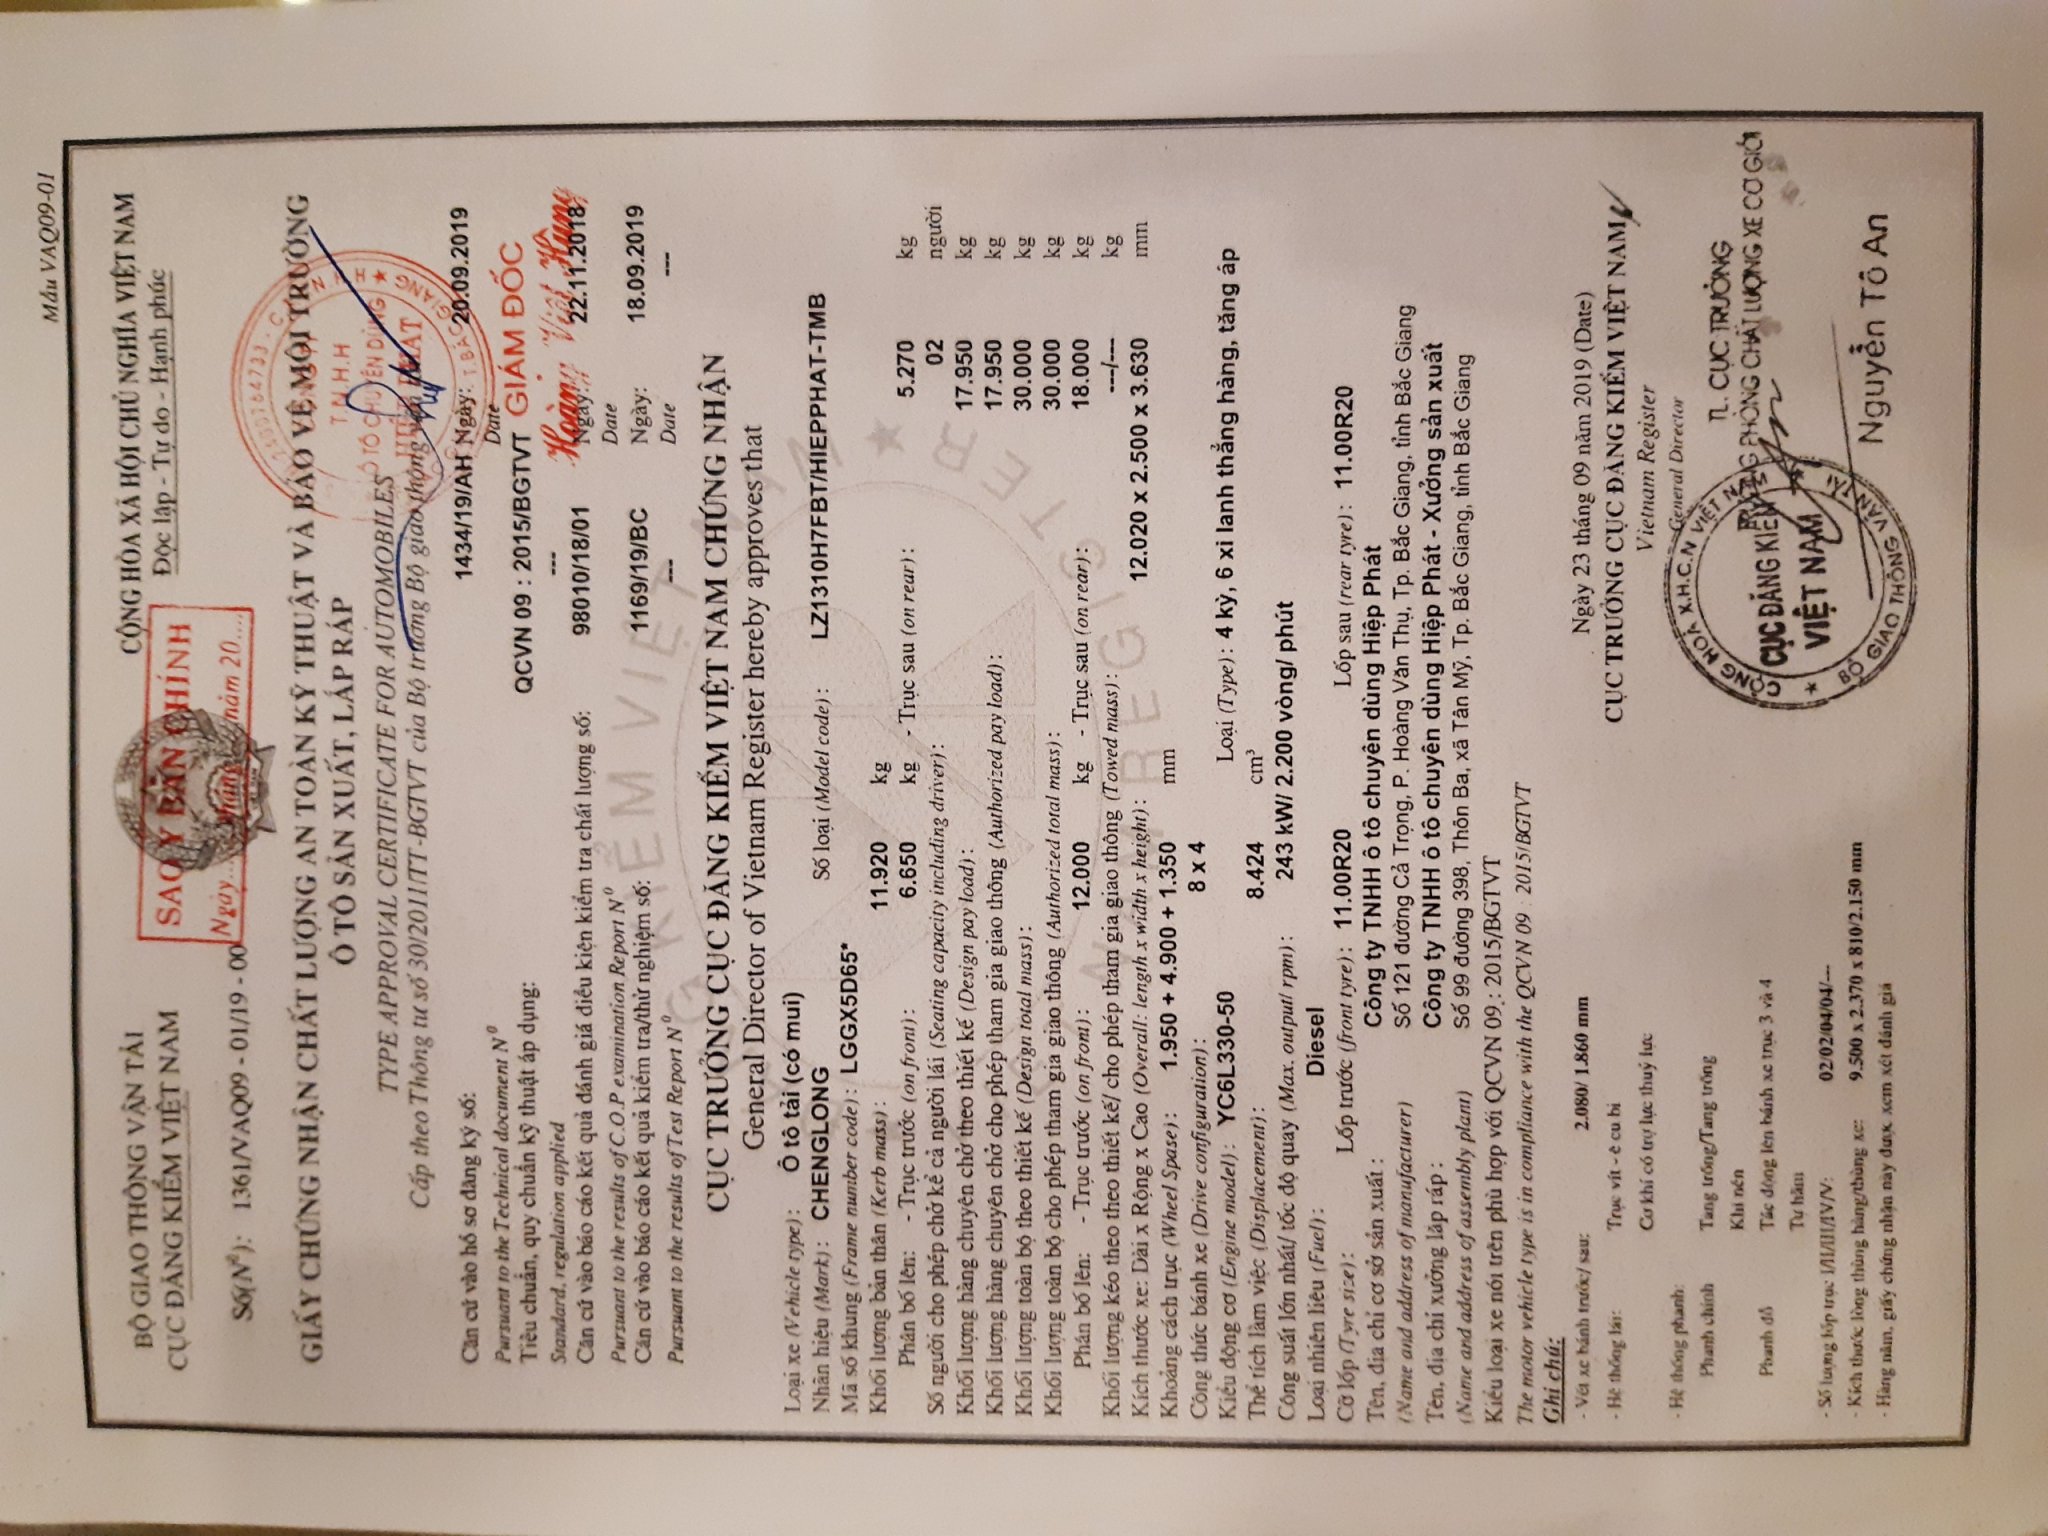 Mẫu VAQ09-01
BỘ GIAO THÔNG VẬN TẢI
CỤC ĐĂNG KIỂM VIỆT NAM
CỘNG HÒA XÃ HỘI CHỦ NGHĨA VIỆT NAM
Độc lập - Tự do - Hạnh phúc
SAO Y BẢN CHÍNH
Ngày.... tháng năm 20....
Số(N⁰): 1361/VAQ09 - 01/19 - 00
GIẤY CHỨNG NHẬN CHẤT LƯỢNG AN TOÀN KỸ THUẬT VÀ BẢO VỆ MÔI TRƯỜNG
Ô TÔ SẢN XUẤT, LẮP RÁP
TYPE APPROVAL CERTIFICATE FOR AUTOMOBILES
Cấp theo Thông tư số 30/2011/TT-BGTVT của Bộ trưởng Bộ giao thông
T.N.H.H
Ô TÔ CHUYÊN DÙNG
HIỆP PHÁT
T.BẮC GIANG
Căn cứ vào hồ sơ đăng ký số: 1434/19/AH Ngày: 20.09.2019
Pursuant to the Technical document N⁰ Date
Tiêu chuẩn, quy chuẩn kỹ thuật áp dụng: QCVN 09 : 2015/BGTVT
GIÁM ĐỐC
Standard, regulation applied ---
Hoàng Việt Hùng
Căn cứ vào báo cáo kết quả đánh giá điều kiện kiểm tra chất lượng số: 98010/18/01 Ngày: 22.11.2018
Pursuant to the results of C.O.P examination Report N⁰ Date
Căn cứ vào báo cáo kết quả kiểm tra/thử nghiệm số: 1169/19/BC Ngày: 18.09.2019
Pursuant to the results of Test Report N⁰ --- Date ---
CỤC TRƯỞNG CỤC ĐĂNG KIỂM VIỆT NAM CHỨNG NHẬN
General Director of Vietnam Register hereby approves that
Loại xe (Vehicle type): Ô tô tải (có mui)
Nhãn hiệu (Mark): CHENGLONG Số loại (Model code): LZ1310H7FBT/HIEPPHAT-TMB
Mã số khung (Frame number code): LGGX5D65*
Khối lượng bản thân (Kerb mass): 11.920 kg
Phân bố lên: - Trục trước (on front): 6.650 kg - Trục sau (on rear): 5.270 kg
Số người cho phép chở kể cả người lái (Seating capacity including driver): 02 người
Khối lượng hàng chuyên chở theo thiết kế (Design pay load): 17.950 kg
Khối lượng hàng chuyên chở cho phép tham gia giao thông (Authorized pay load): 17.950 kg
Khối lượng toàn bộ theo thiết kế (Design total mass): 30.000 kg
Khối lượng toàn bộ cho phép tham gia giao thông (Authorized total mass): 30.000 kg
Phân bố lên: - Trục trước (on front): 12.000 kg - Trục sau (on rear): 18.000 kg
Khối lượng kéo theo theo thiết kế/ cho phép tham gia giao thông (Towed mass): ---/--- kg
Kích thước xe: Dài x Rộng x Cao (Overall: length x width x height): 12.020 x 2.500 x 3.630 mm
Khoảng cách trục (Wheel Spase): 1.950 + 4.900 + 1.350 mm
Công thức bánh xe (Drive configuration): 8 x 4
Kiểu động cơ (Engine model): YC6L330-50 Loại (Type): 4 kỳ, 6 xi lanh thẳng hàng, tăng áp
Thể tích làm việc (Displacement): 8.424 cm³
Công suất lớn nhất/ tốc độ quay (Max. output/ rpm): 243 kW/ 2.200 vòng/ phút
Loại nhiên liệu (Fuel): Diesel
Cỡ lốp (Tyre size): Lốp trước (front tyre): 11.00R20 Lốp sau (rear tyre): 11.00R20
Tên, địa chỉ cơ sở sản xuất : Công ty TNHH ô tô chuyên dùng Hiệp Phát
(Name and address of manufacturer) Số 121 đường Cả Trọng, P. Hoàng Văn Thụ, Tp. Bắc Giang, tỉnh Bắc Giang
Tên, địa chỉ xưởng lắp ráp : Công ty TNHH ô tô chuyên dùng Hiệp Phát - Xưởng sản xuất
(Name and address of assembly plant) Số 99 đường 398, Thôn Ba, xã Tân Mỹ, Tp. Bắc Giang, tỉnh Bắc Giang
Kiểu loại xe nói trên phù hợp với QCVN 09 : 2015/BGTVT
The motor vehicle type is in compliance with the QCVN 09 : 2015/BGTVT
Ghi chú:
- Vết xe bánh trước/ sau: 2.080/ 1.860 mm
- Hệ thống lái: Trục vít - ê cu bi
Cơ khí có trợ lực thuỷ lực
- Hệ thống phanh:
Phanh chính Tang trống/Tang trống
Khí nén
Phanh đỗ Tác động lên bánh xe trục 3 và 4
Tự hãm
- Số lượng lốp trục I/II/III/IV/V: 02/02/04/04/---
- Kích thước lòng thùng hàng/thùng xe: 9.500 x 2.370 x 810/2.150 mm
- Hàng năm, giấy chứng nhận này được xem xét đánh giá
Ngày 23 tháng 09 năm 2019 (Date)
CỤC TRƯỞNG CỤC ĐĂNG KIỂM VIỆT NAM
Vietnam Register
General Director
TL. CỤC TRƯỞNG
TRƯỞNG PHÒNG CHẤT LƯỢNG XE CƠ GIỚI
CỘNG HOÀ X.H.C.N VIỆT NAM
CỤC ĐĂNG KIỂM
VIỆT NAM
BỘ GIAO THÔNG VẬN TẢI
Nguyễn Tô An